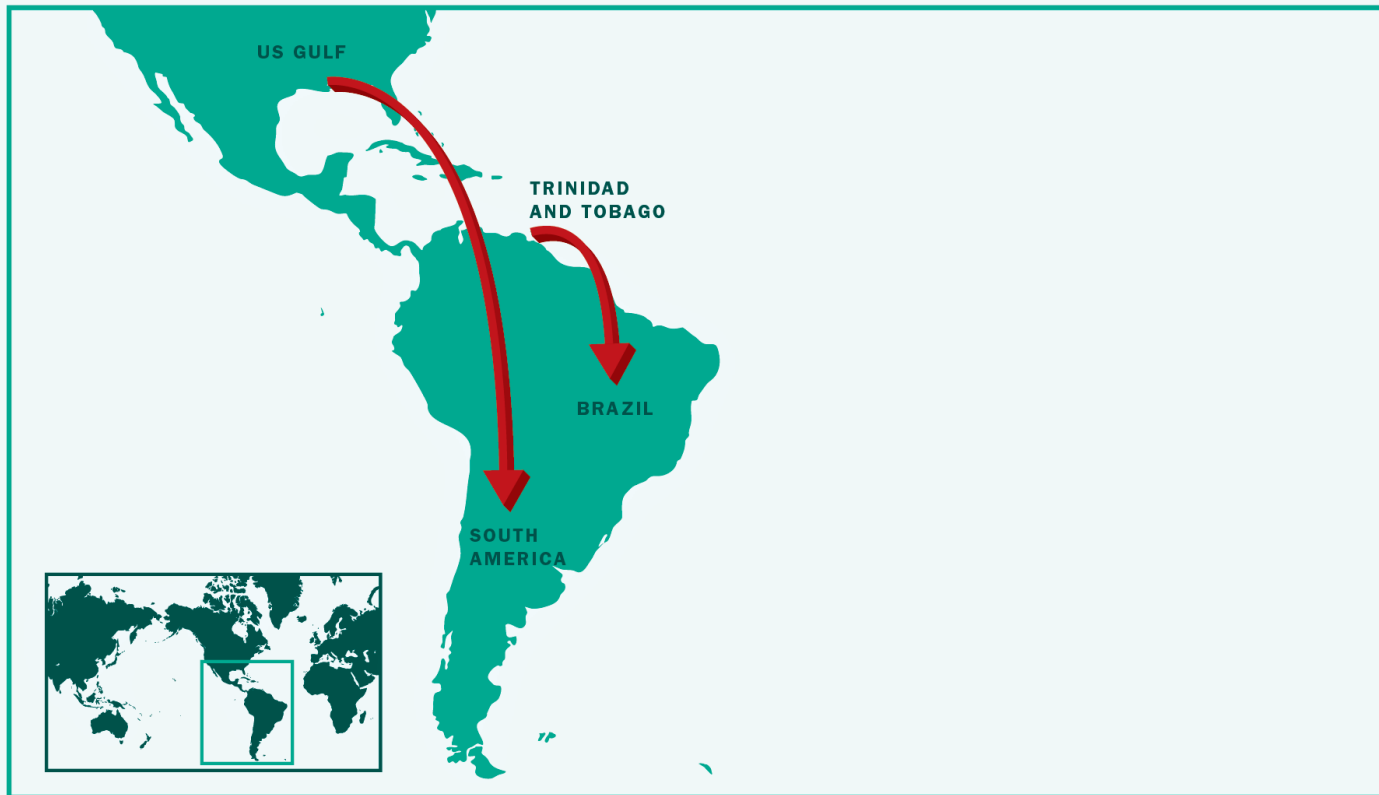 US GULF
TRINIDAD
AND TOBAGO
BRAZIL
SOUTH
AMERICA